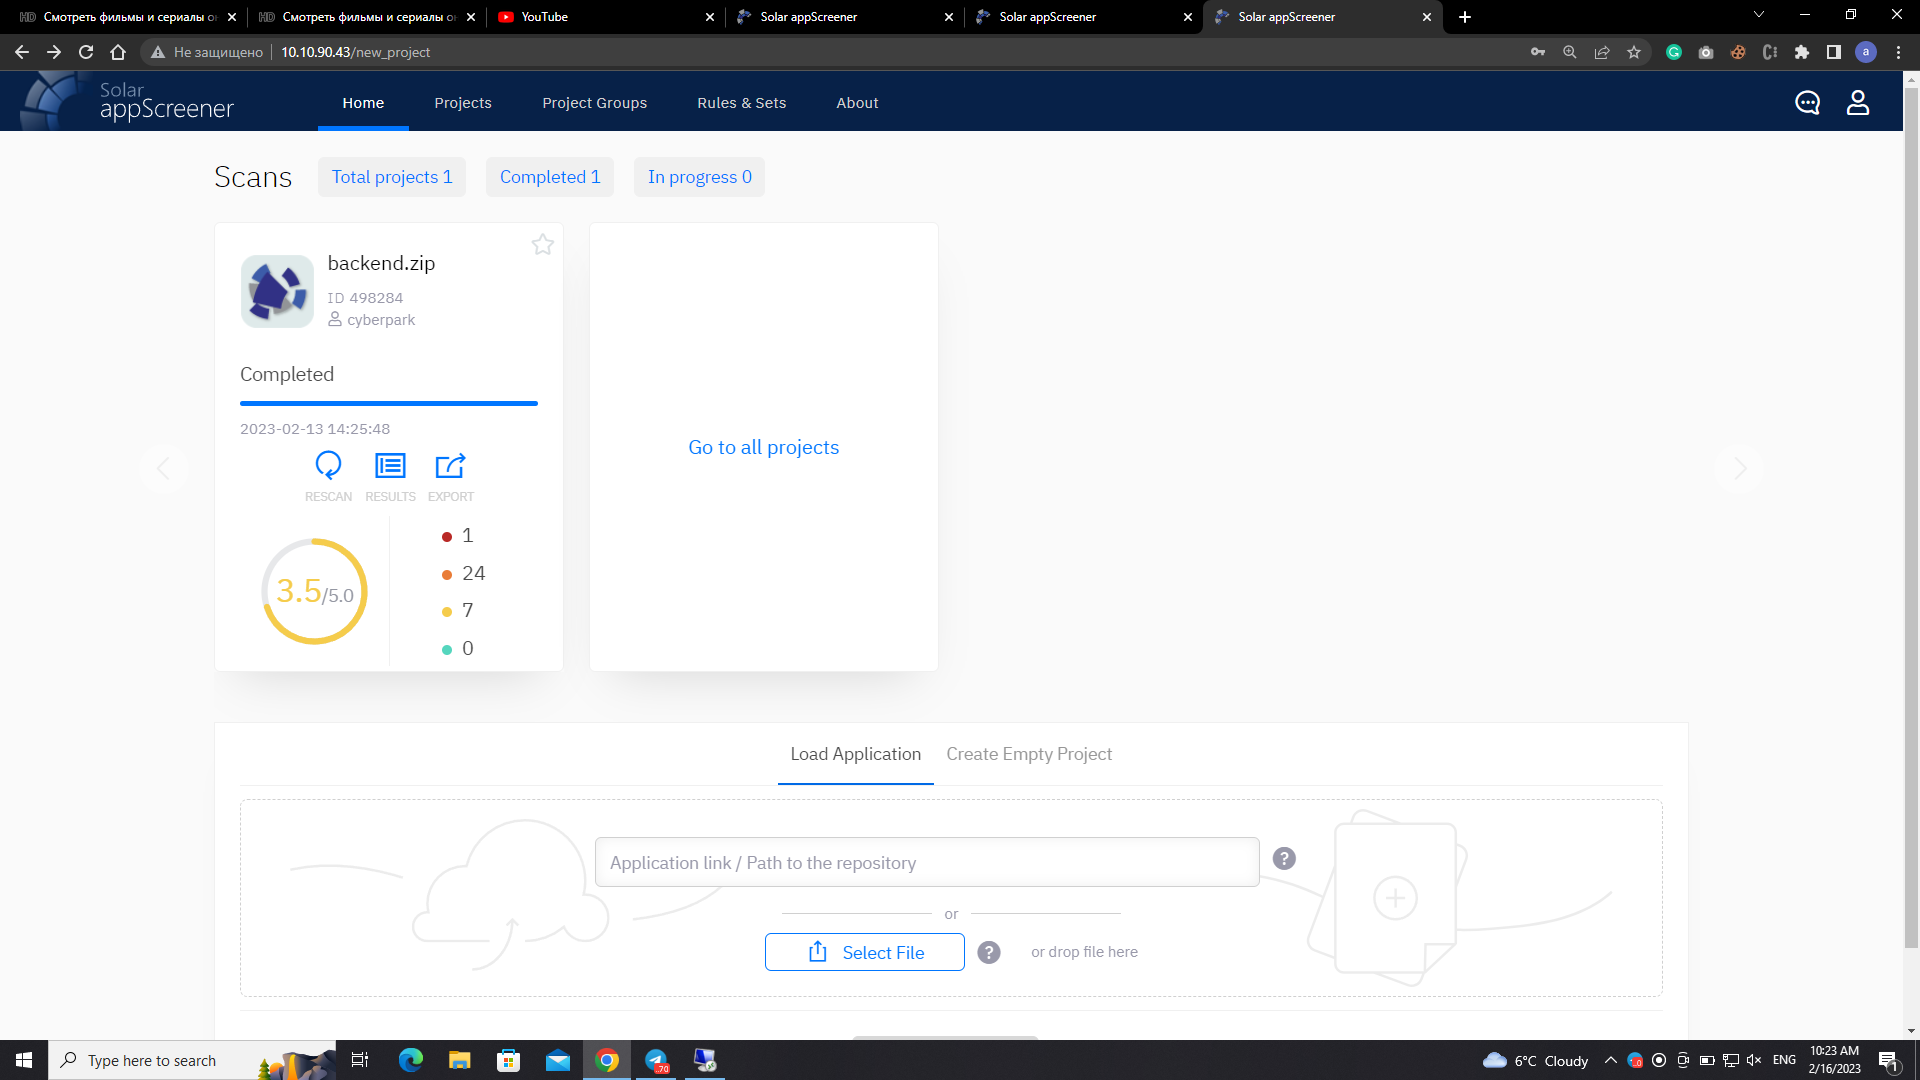 HD Смотреть фильмы и сериалы он
HD Смотреть фильмы и сериалы он
YouTube
Solar appScreener
Solar appScreener
Solar appScreener
Не защищено
10.10.90.43/new_project
a
Solar
appScreener
Home
Projects
Project Groups
Rules & Sets
About
Scans
Total projects 1
Completed 1
In progress 0
backend.zip
ID 498284
cyberpark
Completed
2023-02-13 14:25:48
RESCAN
RESULTS
EXPORT
3.5/5.0
1
24
7
0
Go to all projects
Load Application
Create Empty Project
Application link / Path to the repository
?
or
Select File
?
or drop file here
Type here to search
70
6°C Cloudy
ENG
10:23 AM
2/16/2023
1